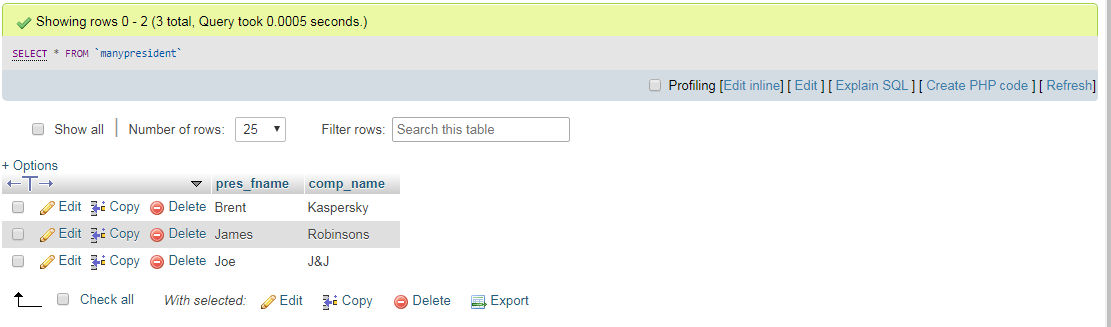 Showing rows 0 - 2 (3 total, Query took 0.0005 seconds.)
SELECT * FROM `manypresident`
Profiling [Edit inline] [ Edit ] [ Explain SQL ] [ Create PHP code ] [ Refresh]
Show all Number of rows: 25 Filter rows: Search this table
+ Options
pres_fname comp_name
Edit Copy Delete Brent Kaspersky
Edit Copy Delete James Robinsons
Edit Copy Delete Joe J&J
Check all With selected: Edit Copy Delete Export